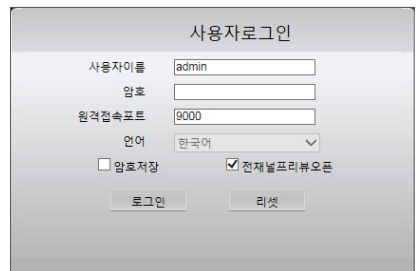 사용자로그인
사용자이름 admin
암호
원격접속포트 9000
언어 한국어
암호저장 전채널프리뷰오픈
로그인 리셋